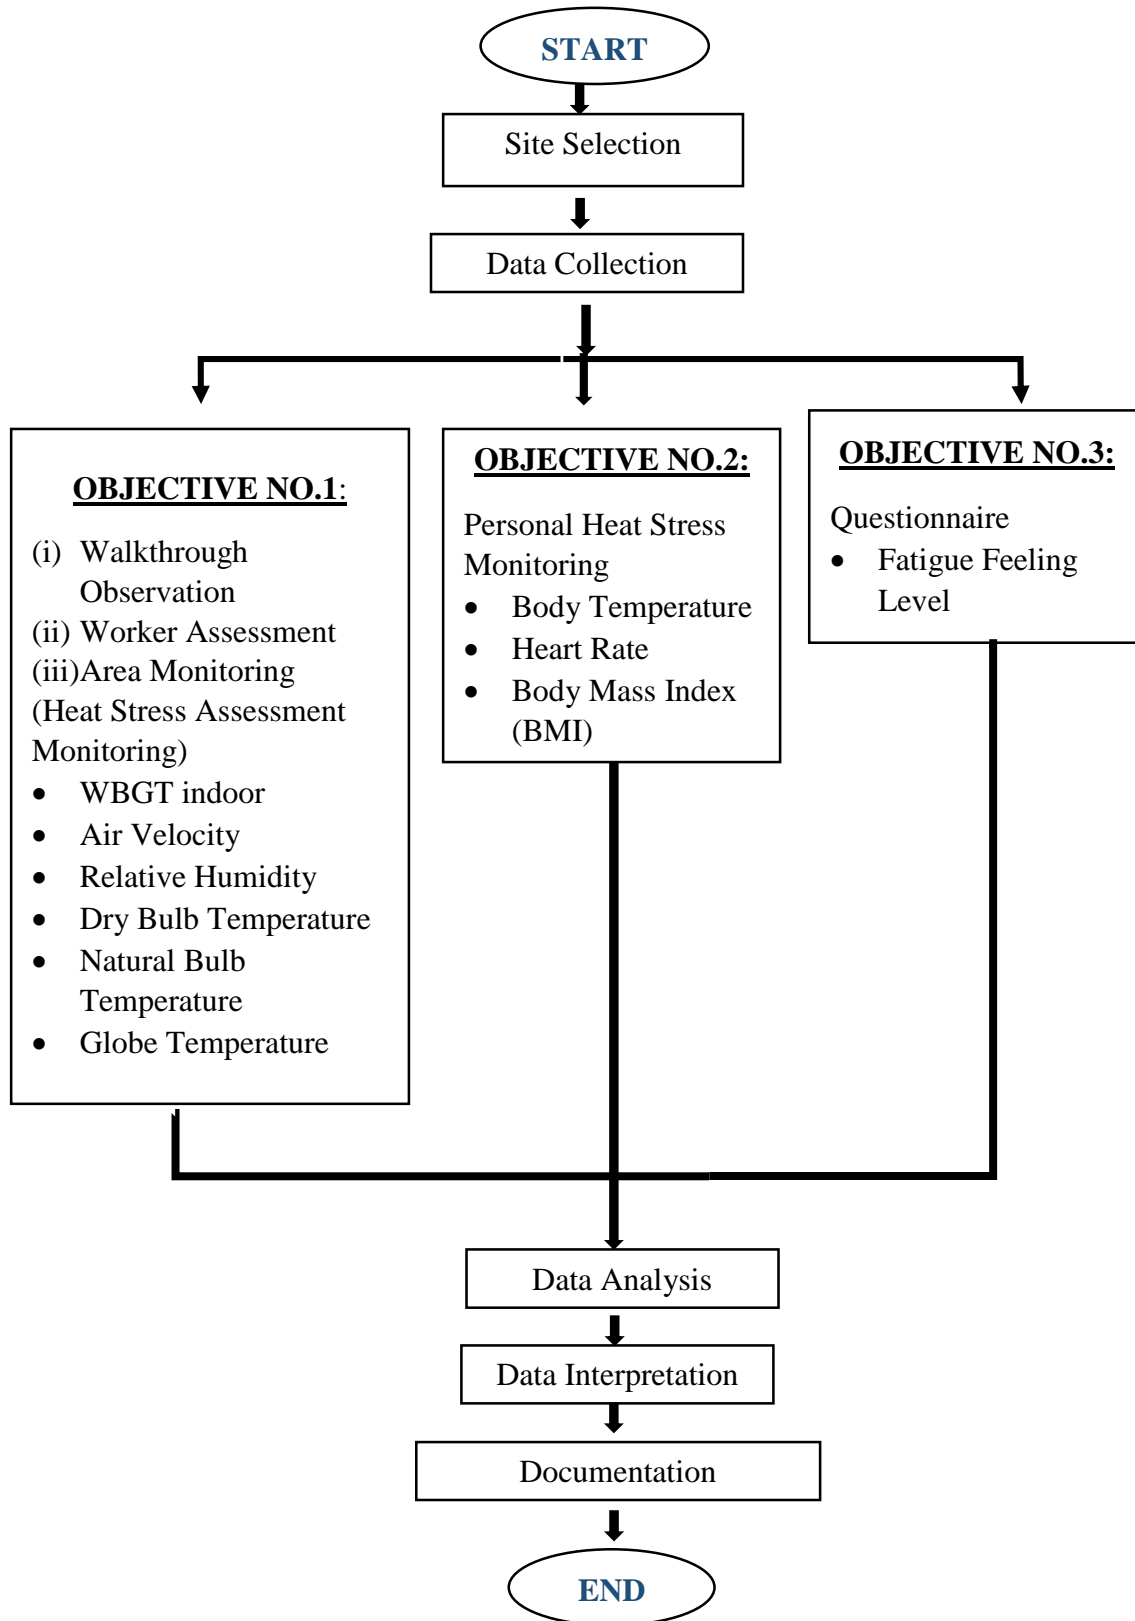 START
Site Selection
Data Collection
OBJECTIVE NO.1:
(i) Walkthrough
Observation
(ii) Worker Assessment
(iii)Area Monitoring
(Heat Stress Assessment
Monitoring)
• WBGT indoor
• Air Velocity
• Relative Humidity
• Dry Bulb Temperature
• Natural Bulb
Temperature
• Globe Temperature
OBJECTIVE NO.2:
Personal Heat Stress
Monitoring
• Body Temperature
• Heart Rate
• Body Mass Index
(BMI)
OBJECTIVE NO.3:
Questionnaire
• Fatigue Feeling
Level
Data Analysis
Data Interpretation
Documentation
END